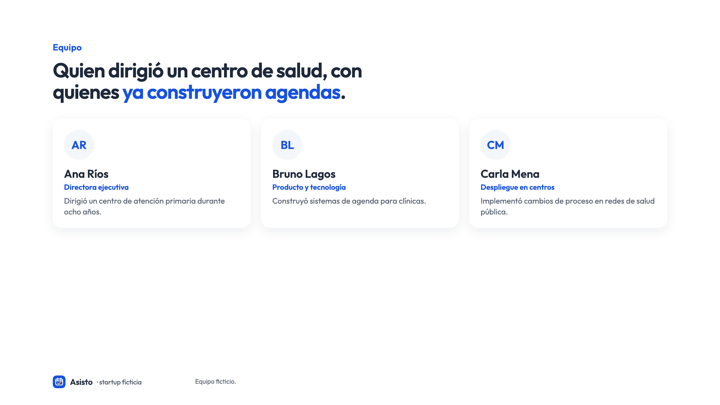 Equipo
Quien dirigió un centro de salud, con
quienes ya construyeron agendas.
AR
Ana Ríos
Directora ejecutiva
Dirigió un centro de atención primaria durante
ocho años.
BL
Bruno Lagos
Producto y tecnología
Construyó sistemas de agenda para clínicas.
CM
Carla Mena
Despliegue en centros
Implementó cambios de proceso en redes de salud
pública.
Asisto · startup ficticia
Equipo ficticio.